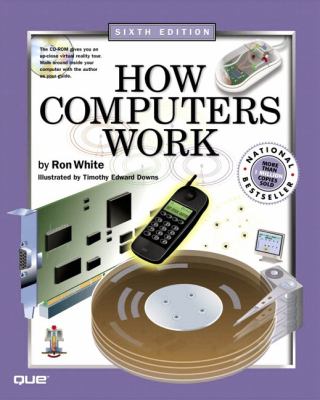 SIXTH EDITION
The CD-ROM gives you an
up-close virtual reality tour.
Walk around inside your
computer with the author
as your guide.
HOW
COMPUTERS
WORK
by Ron White
Illustrated by Timothy Edward Downs
NATIONAL
MORE THAN
1 MILLION
COPIES
SOLD
BESTSELLER
QUE